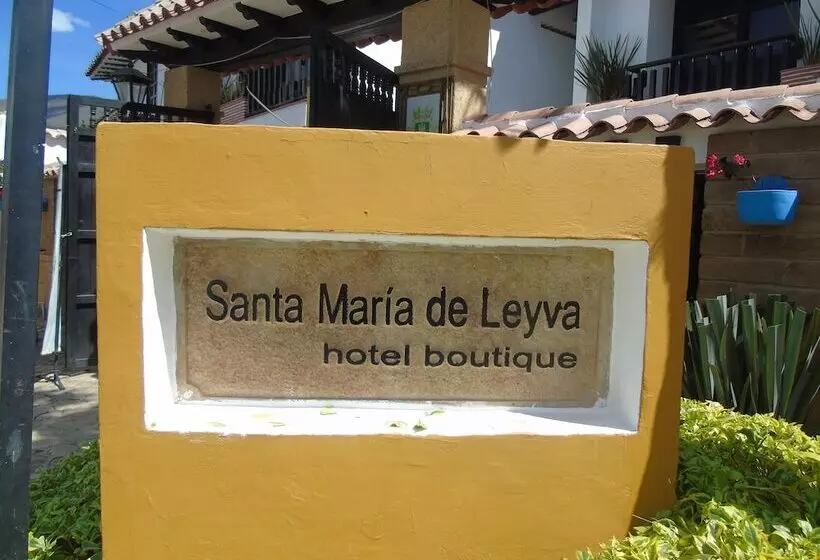 Santa María de Leyva
hotel boutique